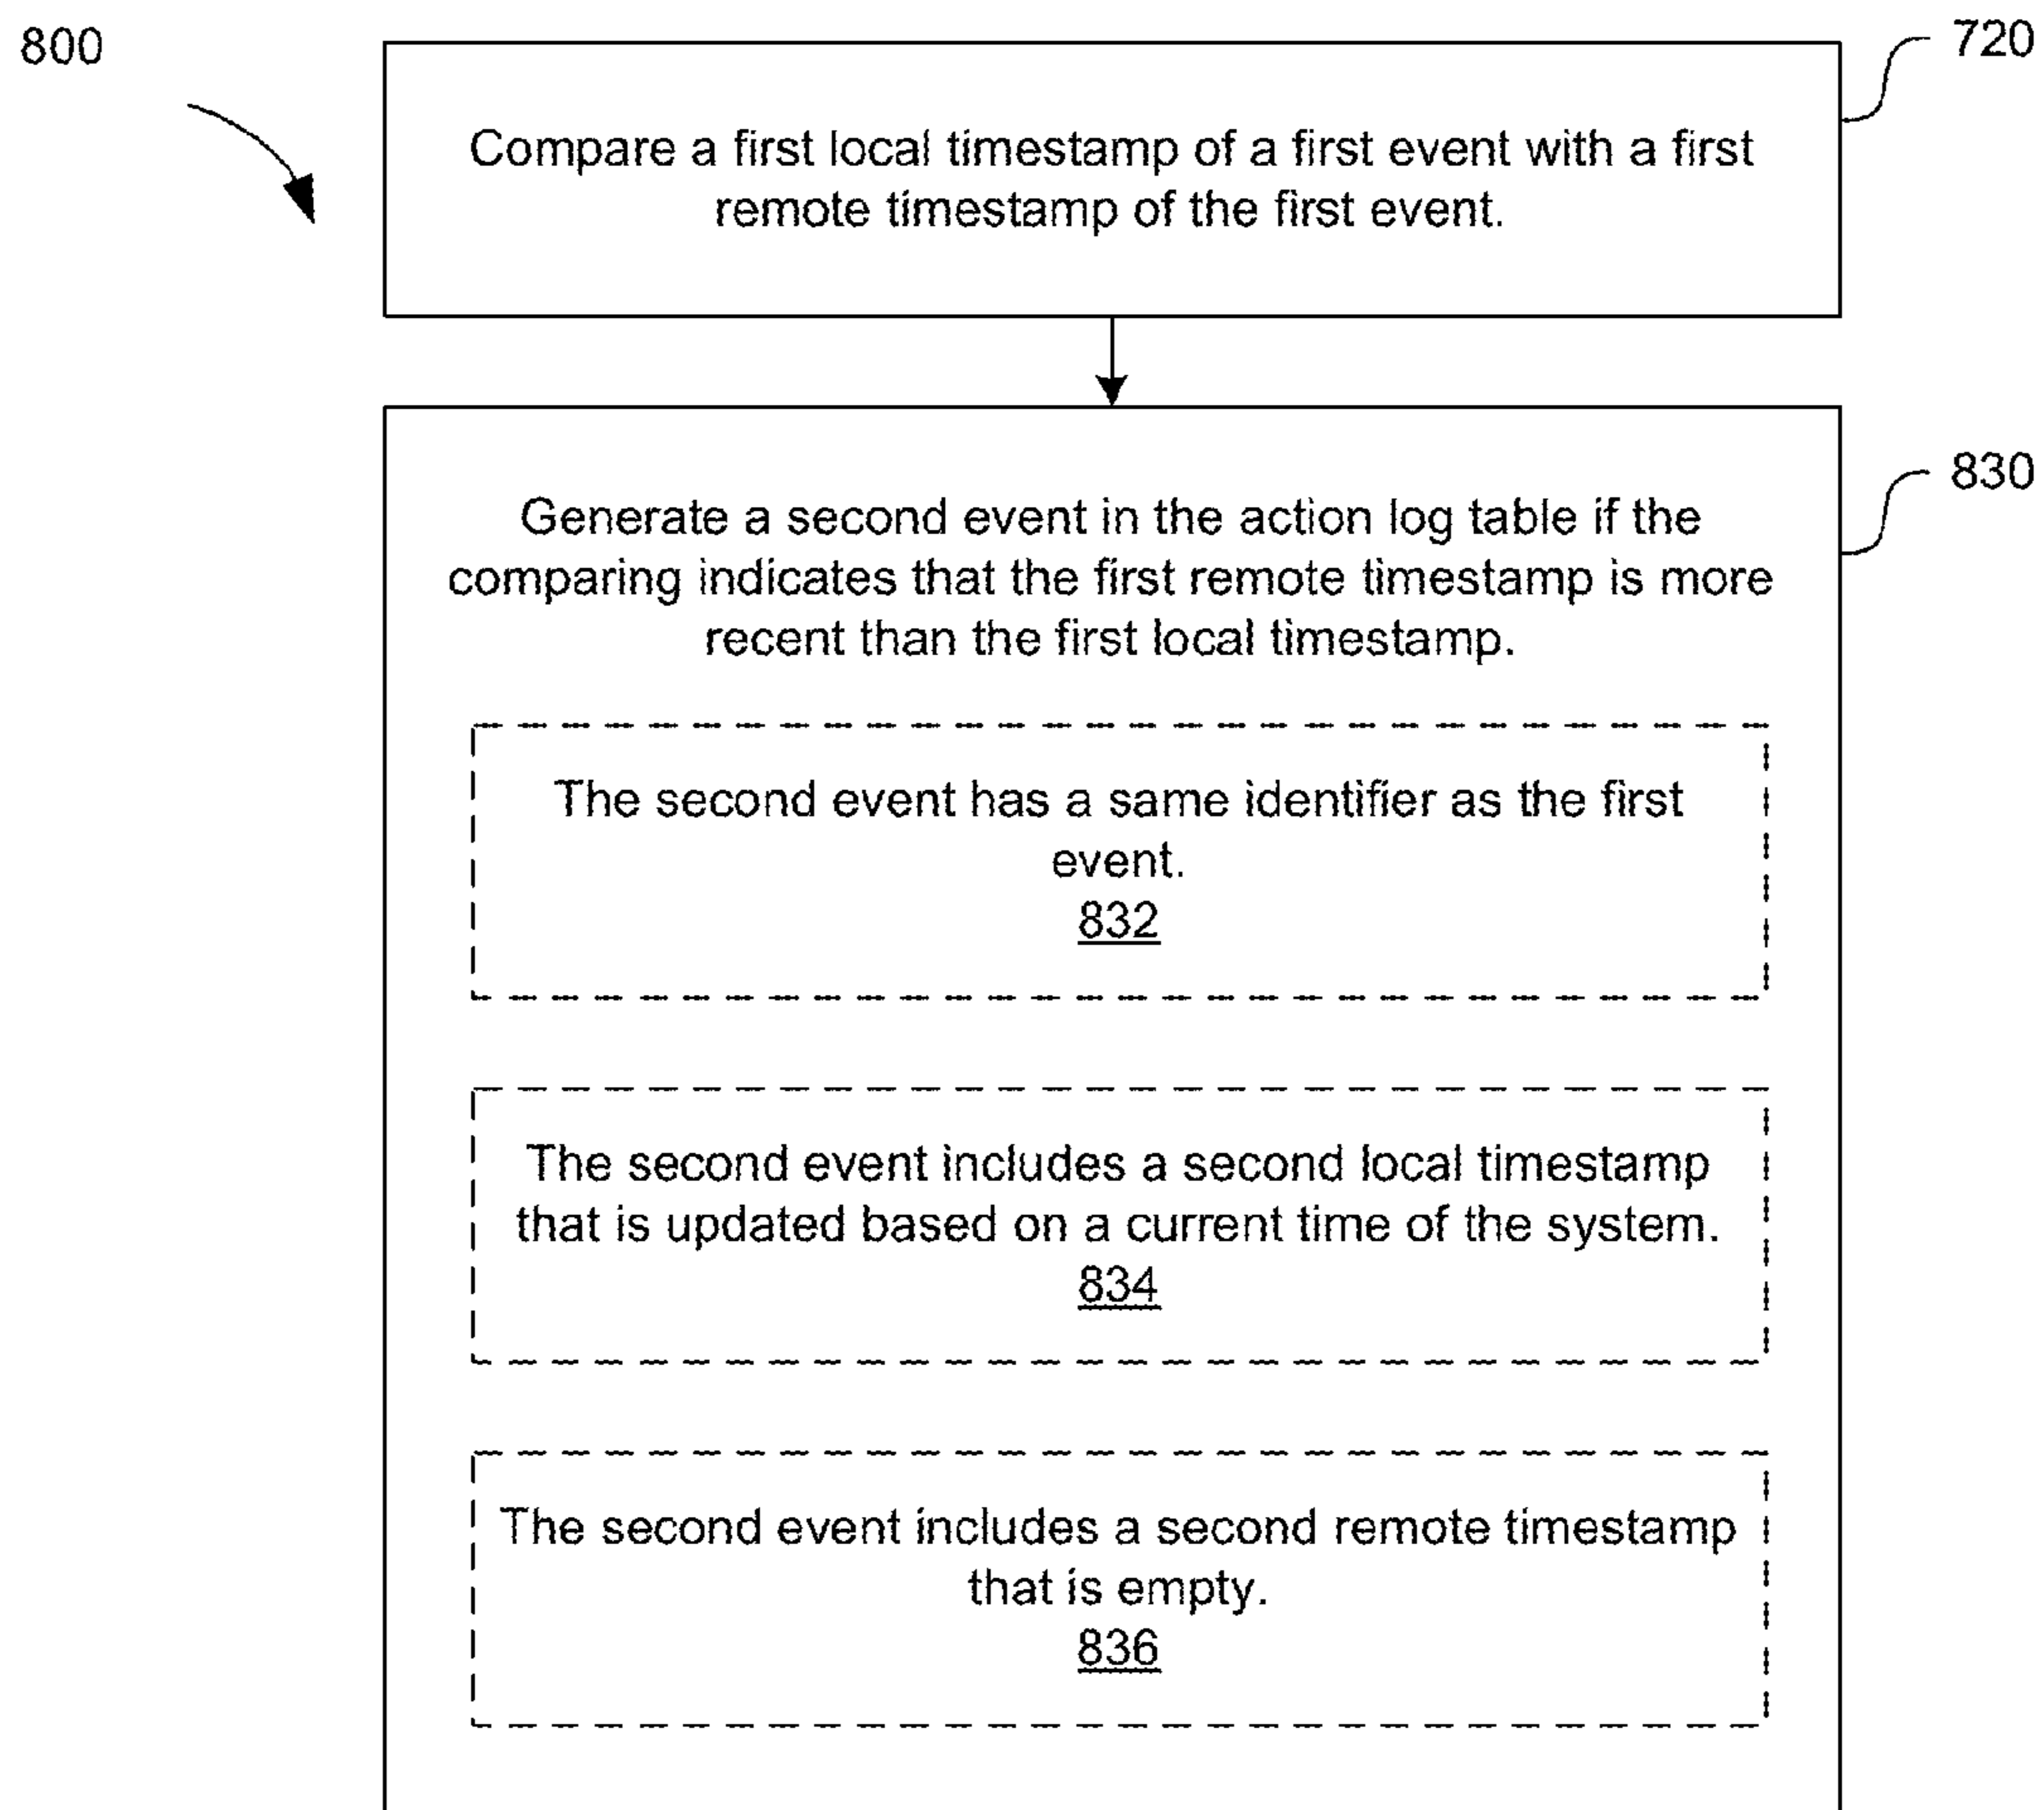 800
720
Compare a first local timestamp of a first event with a first
remote timestamp of the first event.
830
Generate a second event in the action log table if the
comparing indicates that the first remote timestamp is more
recent than the first local timestamp.
The second event has a same identifier as the first
event.
832
The second event includes a second local timestamp
that is updated based on a current time of the system.
834
The second event includes a second remote timestamp
that is empty.
836